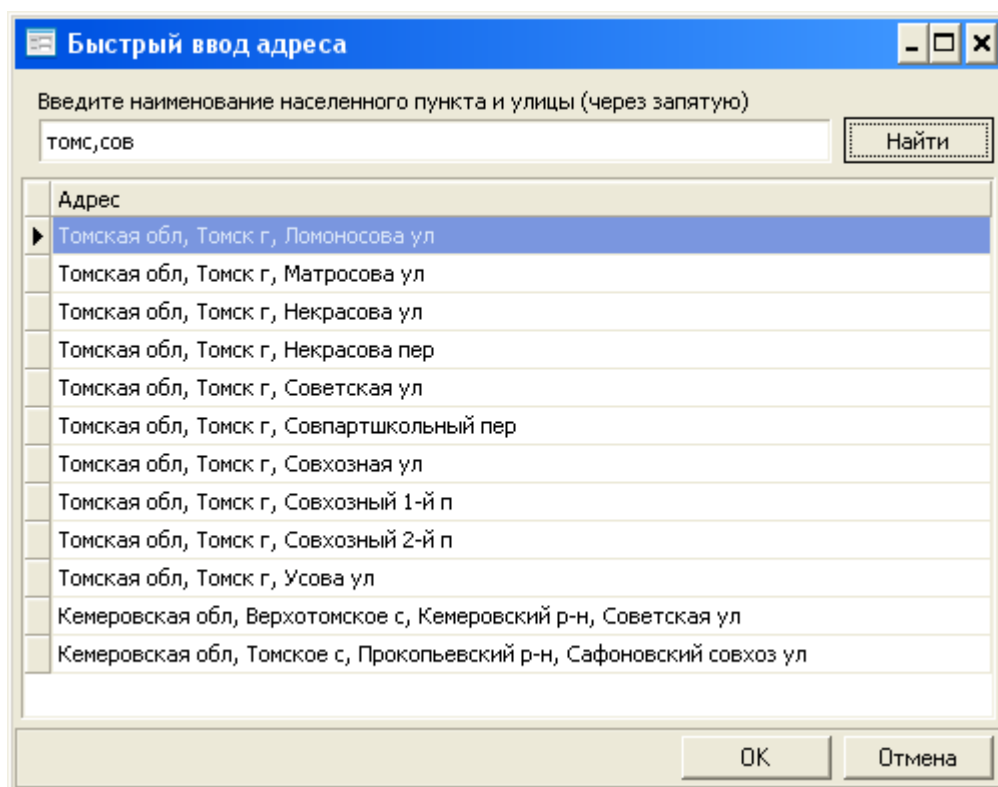 Быстрый ввод адреса
Введите наименование населенного пункта и улицы (через запятую)
томс,сов
Найти
Адрес
Томская обл, Томск г, Ломоносова ул
Томская обл, Томск г, Матросова ул
Томская обл, Томск г, Некрасова ул
Томская обл, Томск г, Некрасова пер
Томская обл, Томск г, Советская ул
Томская обл, Томск г, Совпартшкольный пер
Томская обл, Томск г, Совхозная ул
Томская обл, Томск г, Совхозный 1-й п
Томская обл, Томск г, Совхозный 2-й п
Томская обл, Томск г, Усова ул
Кемеровская обл, Верхотомское с, Кемеровский р-н, Советская ул
Кемеровская обл, Томское с, Прокопьевский р-н, Сафоновский совхоз ул
OK
Отмена